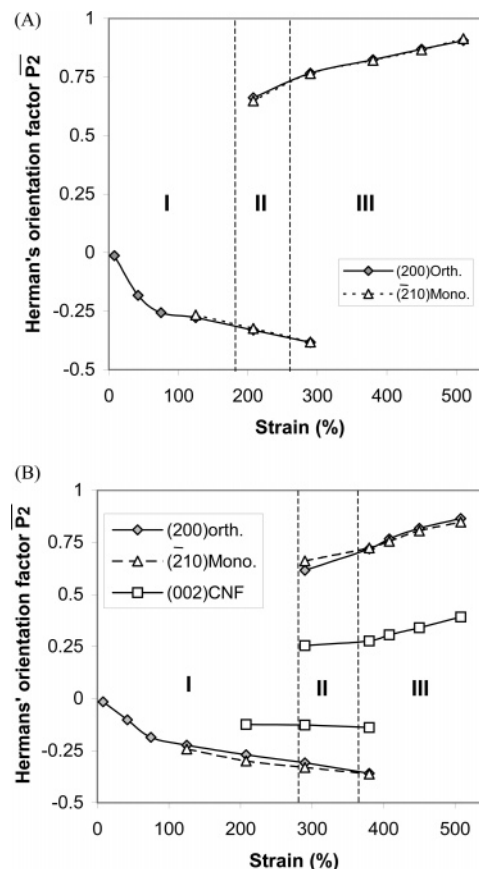 (A)
Herman's orientation factor P̅2̅
1
0.75
0.5
0.25
0
-0.25
-0.5
I
II
III
(200)Orth.
(2̅10)Mono.
0
100
200
300
400
500
Strain (%)
(B)
Hermans' orientation factor P̅2̅
1
0.75
0.5
0.25
0
-0.25
-0.5
(200)orth.
(2̅10)Mono.
(002)CNF
I
II
III
0
100
200
300
400
500
Strain (%)